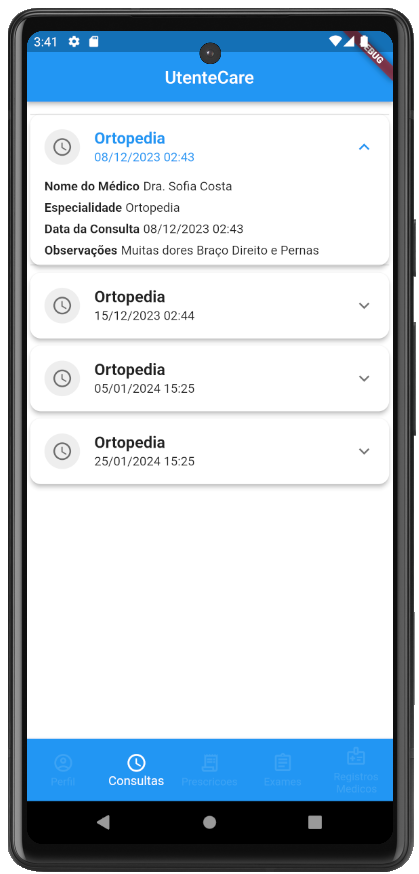 3:41
DEBUG
UtenteCare
Ortopedia
08/12/2023 02:43
Nome do Médico Dra. Sofia Costa
Especialidade Ortopedia
Data da Consulta 08/12/2023 02:43
Observações Muitas dores Braço Direito e Pernas
Ortopedia
15/12/2023 02:44
Ortopedia
05/01/2024 15:25
Ortopedia
25/01/2024 15:25
Perfil
Consultas
Prescricoes
Exames
Registros
Medicos